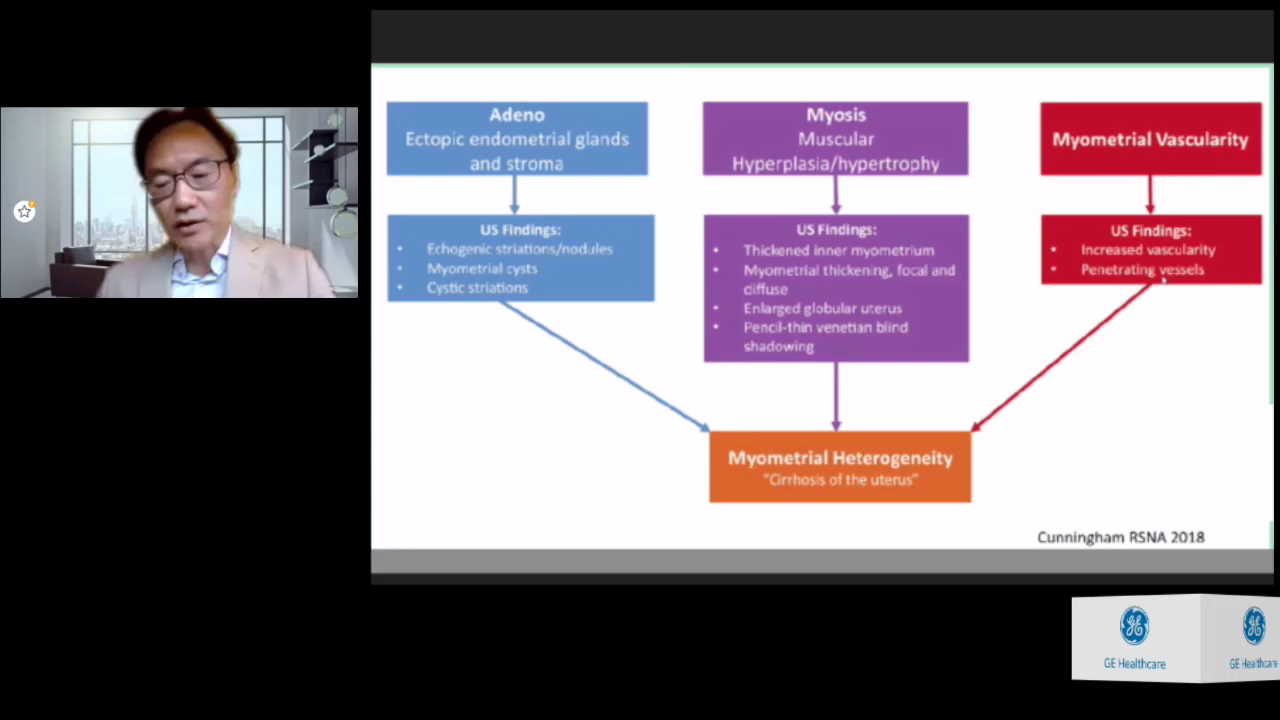 Adeno
Ectopic endometrial glands
and stroma
US Findings:
• Echogenic striations/nodules
• Myometrial cysts
• Cystic striations
Myosis
Muscular
Hyperplasia/hypertrophy
US Findings:
• Thickened inner myometrium
• Myometrial thickening, focal and
diffuse
• Enlarged globular uterus
• Pencil-thin venetian blind
shadowing
Myometrial Vascularity
US Findings:
• Increased vascularity
• Penetrating vessels
Myometrial Heterogeneity
"Cirrhosis of the uterus"
Cunningham RSNA 2018
GE Healthcare
GE Healthcare